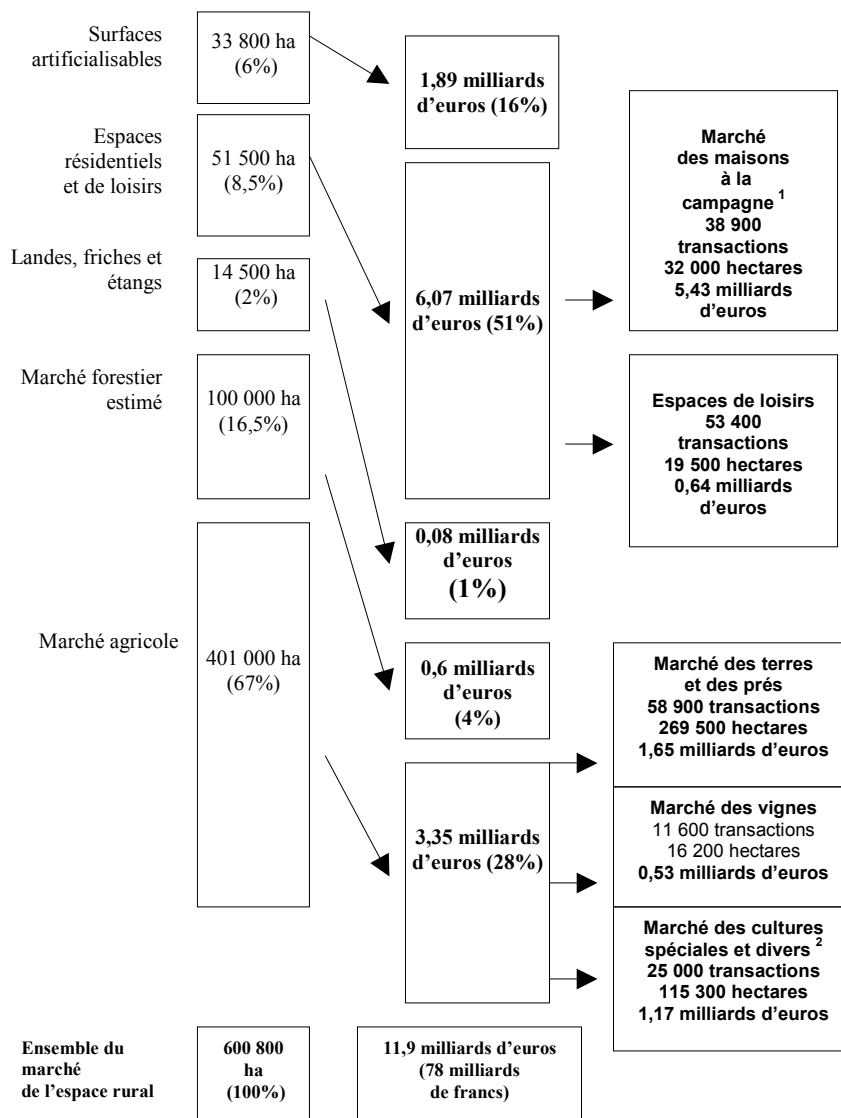 Surfaces
artificialisables
33 800 ha
(6%)
1,89 milliards
d’euros (16%)
Espaces
résidentiels
et de loisirs
51 500 ha
(8,5%)
6,07 milliards
d’euros (51%)
Marché
des maisons
à la
campagne 1
38 900
transactions
32 000 hectares
5,43 milliards
d’euros
Espaces de loisirs
53 400
transactions
19 500 hectares
0,64 milliards
d’euros
Landes, friches et
étangs
14 500 ha
(2%)
0,08 milliards
d’euros
(1%)
Marché forestier
estimé
100 000 ha
(16,5%)
0,6 milliards
d’euros
(4%)
Marché agricole
401 000 ha
(67%)
3,35 milliards
d’euros (28%)
Marché des terres
et des prés
58 900 transactions
269 500 hectares
1,65 milliards d’euros
Marché des vignes
11 600 transactions
16 200 hectares
0,53 milliards d’euros
Marché des cultures
spéciales et divers 2
25 000 transactions
115 300 hectares
1,17 milliards d’euros
Ensemble du
marché
de l’espace rural
600 800
ha
(100%)
11,9 milliards d’euros
(78 milliards
de francs)